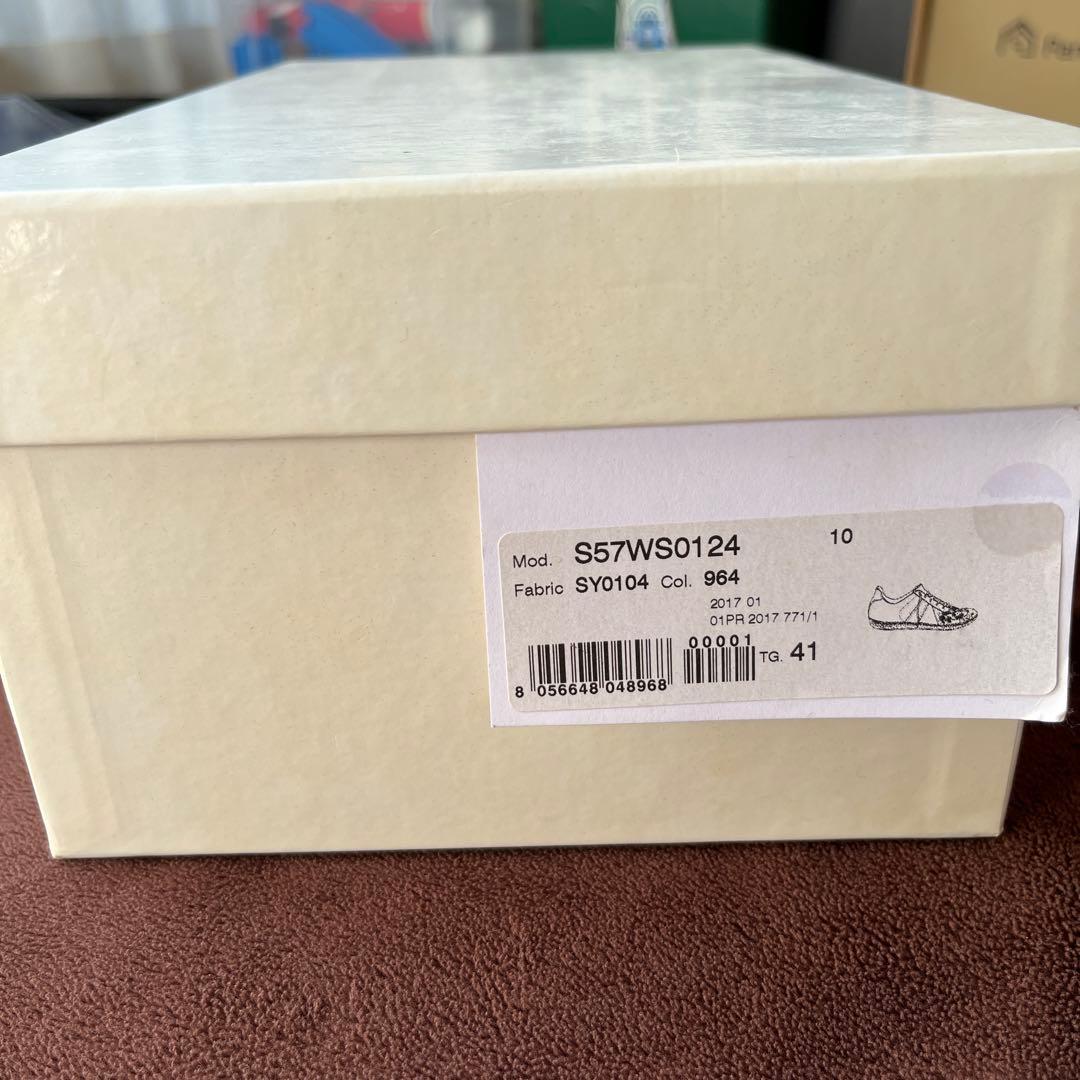 Mod. S57WS0124 10
Fabric SY0104 Col. 964
2017 01
01PR 2017 771/1
00001
TG. 41
8 056648 048968